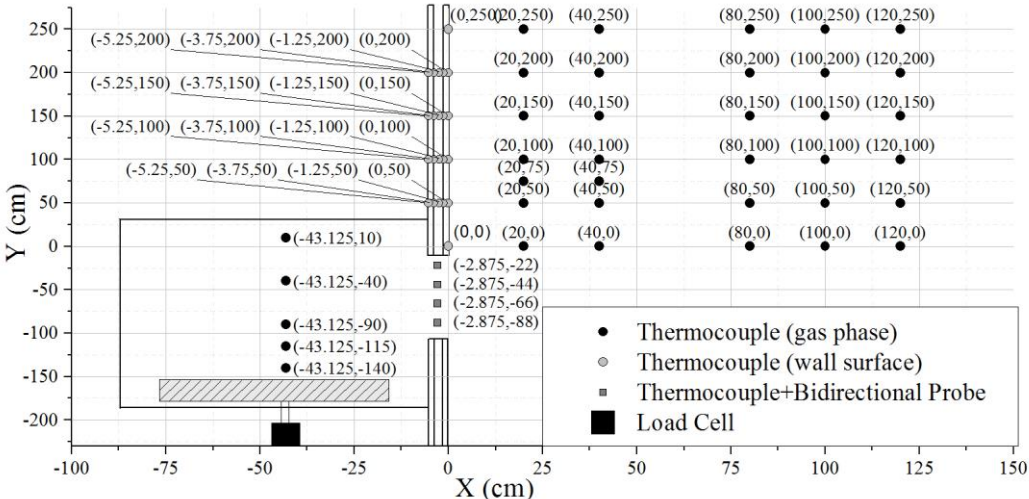 (0,250) (20,250) (40,250) (80,250) (100,250) (120,250)
250
(-5.25,200) (-3.75,200) (-1.25,200) (0,200) (20,200) (40,200) (80,200) (100,200) (120,200)
200
(-5.25,150) (-3.75,150) (-1.25,150) (0,150) (20,150) (40,150) (80,150) (100,150) (120,150)
150
(-5.25,100) (-3.75,100) (-1.25,100) (0,100) (20,100) (40,100) (80,100) (100,100) (120,100)
100
(20,75) (40,75)
(-5.25,50) (-3.75,50) (-1.25,50) (0,50) (20,50) (40,50) (80,50) (100,50) (120,50)
50
(0,0) (20,0) (40,0) (80,0) (100,0) (120,0)
0
(-43.125,10)
(-2.875,-22)
-25
(-43.125,-40)
(-2.875,-44)
-50
(-2.875,-66)
-75
(-43.125,-90)
(-2.875,-88)
-100
(-43.125,-115)
-125
(-43.125,-140)
-150
-175
-200
225
175
125
75
25
Y (cm)
Thermocouple (gas phase)
Thermocouple (wall surface)
Thermocouple+Bidirectional Probe
Load Cell
-100 -75 -50 -25 0 25 50 75 100 125 150
X (cm)